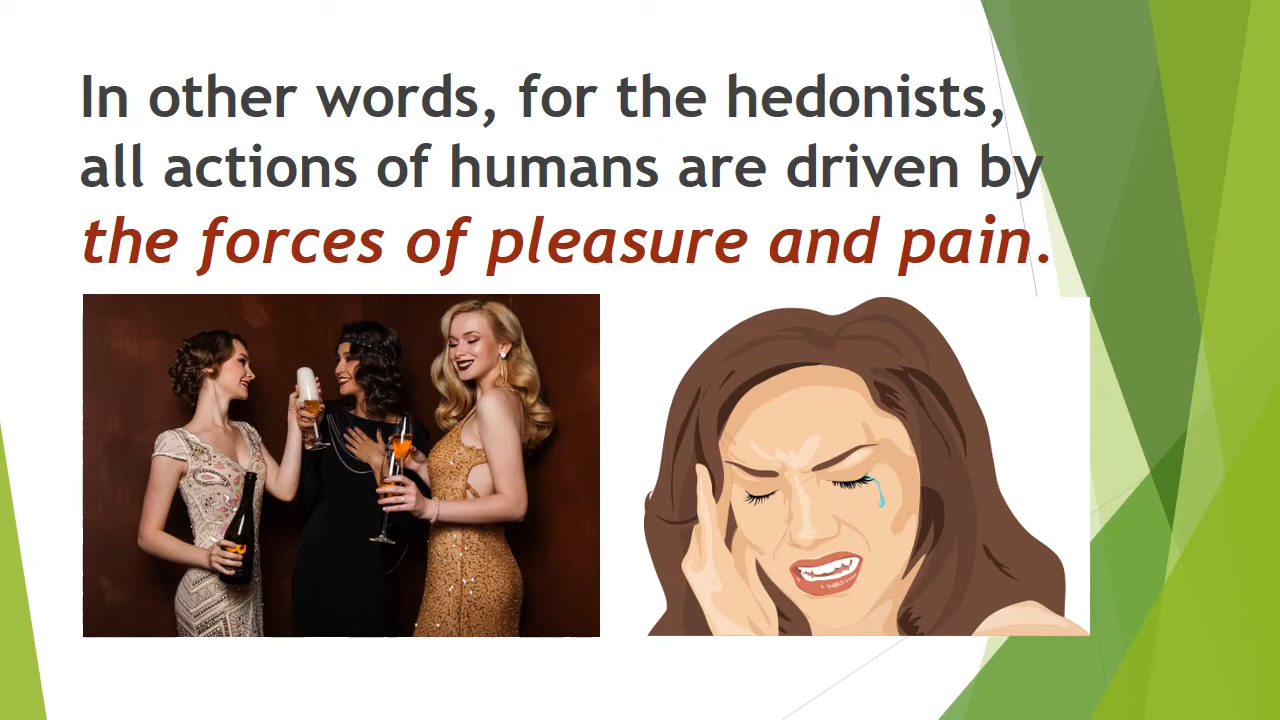 In other words, for the hedonists,
all actions of humans are driven by
the forces of pleasure and pain.